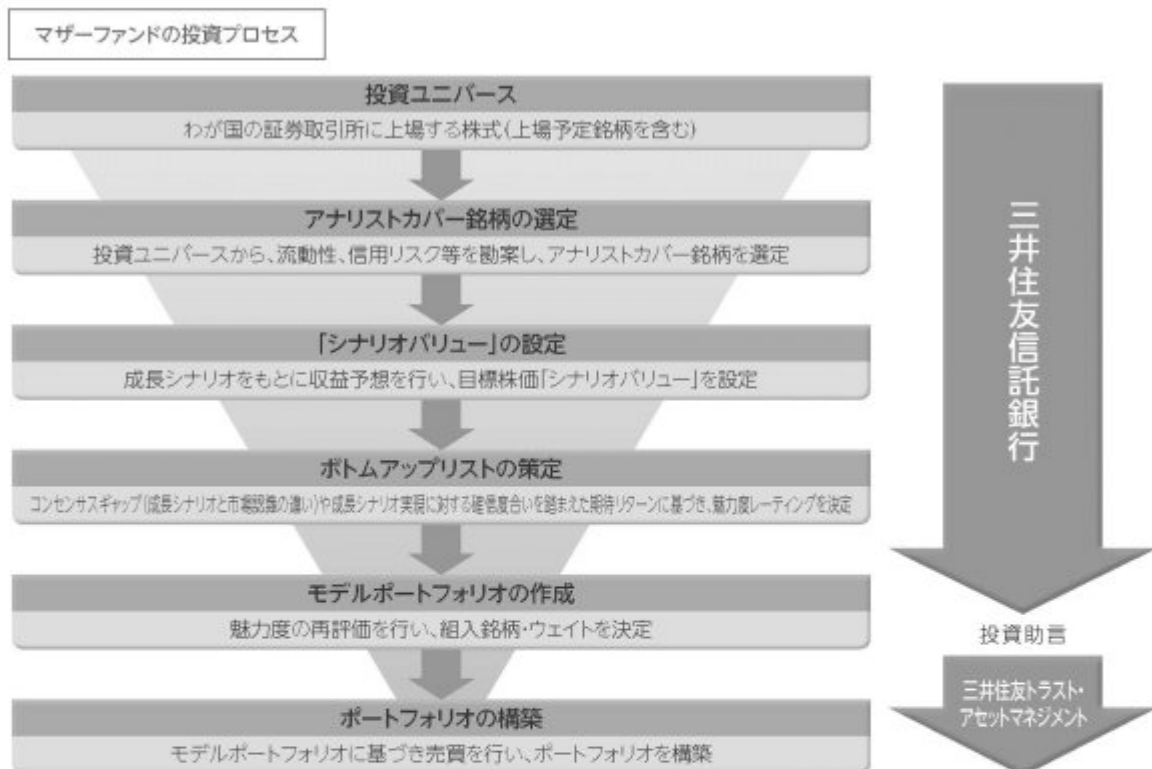 マザーファンドの投資プロセス
投資ユニバース
わが国の証券取引所に上場する株式(上場予定銘柄を含む)
アナリストカバー銘柄の選定
投資ユニバースから、流動性、信用リスク等を勘案し、アナリストカバー銘柄を選定
「シナリオバリュー」の設定
成長シナリオをもとに収益予想を行い、目標株価「シナリオバリュー」を設定
ボトムアップリストの策定
コンセンサスギャップ(成長シナリオと市場認識の違い)や成長シナリオ実現に対する確信度合いを踏まえた期待リターンに基づき、魅力度レーティングを決定
モデルポートフォリオの作成
魅力度の再評価を行い、組入銘柄・ウェイトを決定
ポートフォリオの構築
モデルポートフォリオに基づき売買を行い、ポートフォリオを構築
三井住友信託銀行
投資助言
三井住友トラスト・
アセットマネジメント